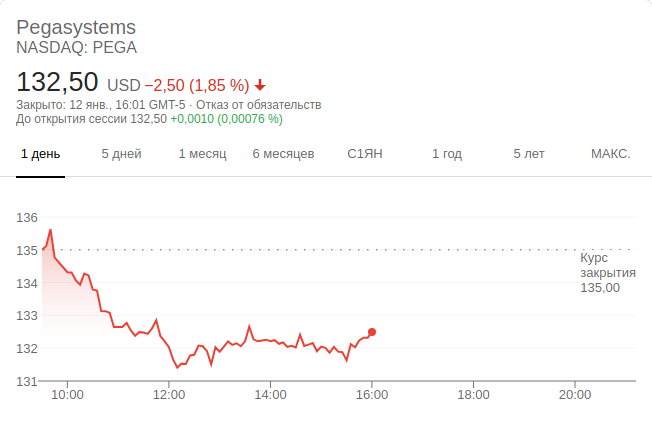 Pegasystems
NASDAQ: PEGA
132,50 USD −2,50 (1,85 %)
Закрыто: 12 янв., 16:01 GMT-5 · Отказ от обязательств
До открытия сессии 132,50 +0,0010 (0,00076 %)
1 день 5 дней 1 месяц 6 месяцев С1ЯН 1 год 5 лет МАКС.
136
135
Курс
закрытия
135,00
134
133
132
131
10:00 12:00 14:00 16:00 18:00 20:00